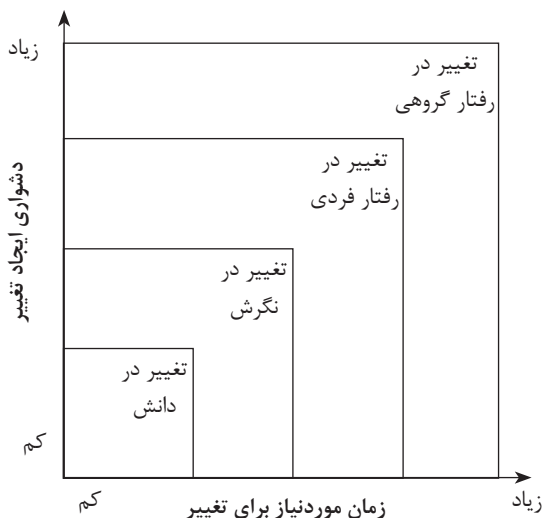 زیاد
تغییر در
رفتار گروهی
تغییر در
رفتار فردی
دشواری ایجاد تغییر
تغییر در
نگرش
تغییر در
دانش
کم
کم
زمان موردنیاز برای تغییر
زیاد